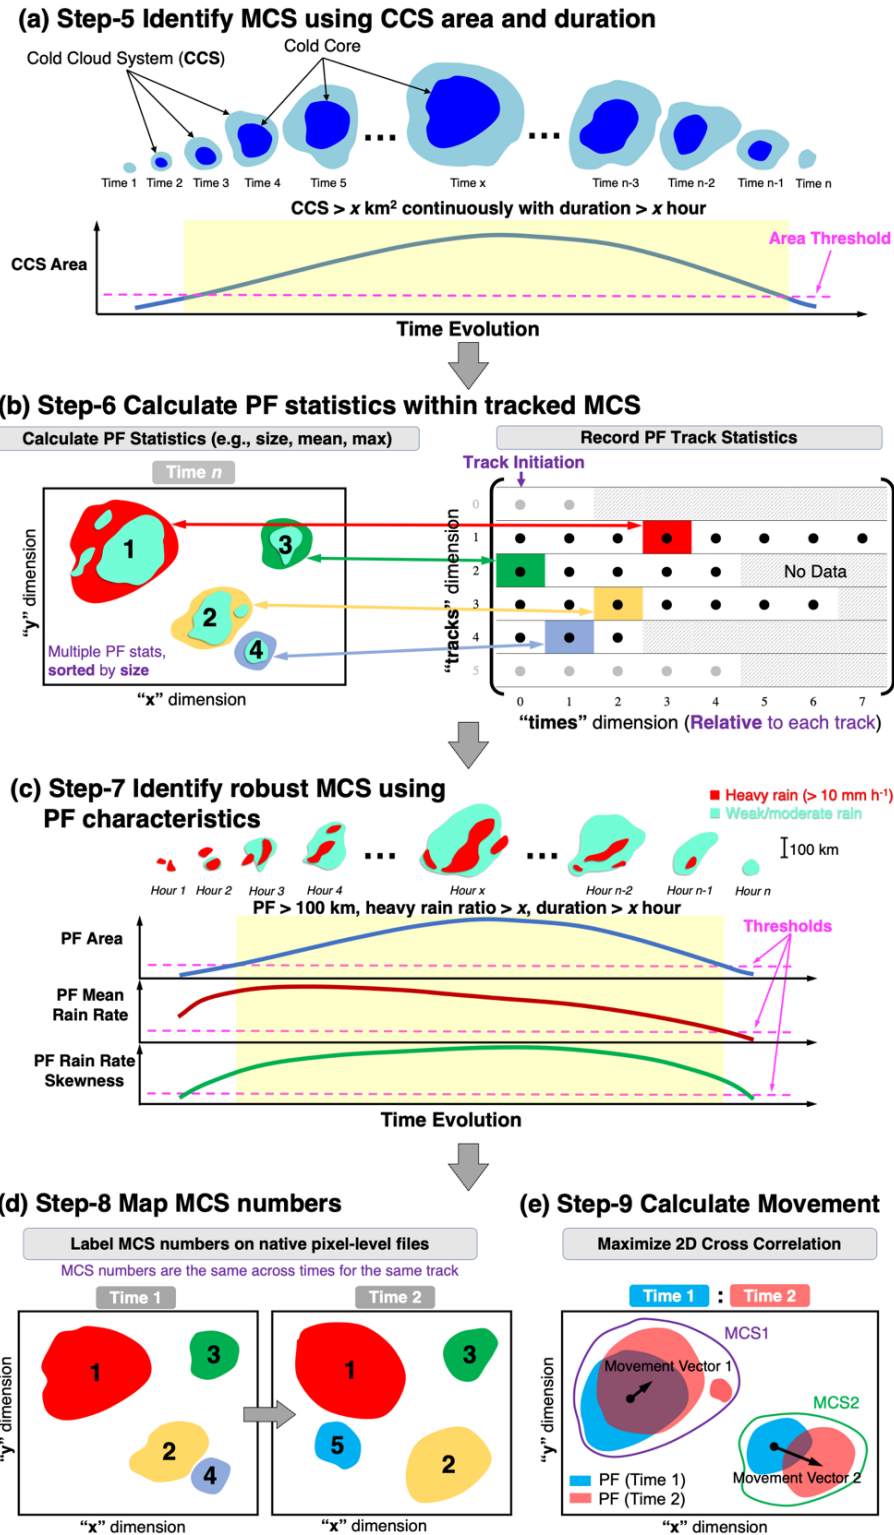 (a) Step-5 Identify MCS using CCS area and duration
Cold Core
Cold Cloud System (CCS)
... ...
Time 1 Time 2 Time 3 Time 4 Time 5 Time x Time n-3 Time n-2 Time n-1 Time n
CCS > x km² continuously with duration > x hour
Area Threshold
CCS Area
Time Evolution
(b) Step-6 Calculate PF statistics within tracked MCS
Calculate PF Statistics (e.g., size, mean, max)
Time n
1
3
2
4
Multiple PF stats,
sorted by size
"y" dimension
"x" dimension
Record PF Track Statistics
Track Initiation
0
1
2 No Data
3
4
5
"tracks" dimension
0 1 2 3 4 5 6 7
"times" dimension (Relative to each track)
(c) Step-7 Identify robust MCS using
PF characteristics
Heavy rain (> 10 mm h⁻¹)
Weak/moderate rain
100 km
... ...
Hour 1 Hour 2 Hour 3 Hour 4 Hour x Hour n-2 Hour n-1 Hour n
PF > 100 km, heavy rain ratio > x, duration > x hour
Thresholds
PF Area
PF Mean
Rain Rate
PF Rain Rate
Skewness
Time Evolution
(d) Step-8 Map MCS numbers
Label MCS numbers on native pixel-level files
MCS numbers are the same across times for the same track
Time 1
1
3
2
4
"y" dimension
"x" dimension
Time 2
1
3
5
2
"x" dimension
(e) Step-9 Calculate Movement
Maximize 2D Cross Correlation
Time 1 : Time 2
MCS1
Movement Vector 1
MCS2
Movement Vector 2
PF (Time 1)
PF (Time 2)
"y" dimension
"x" dimension